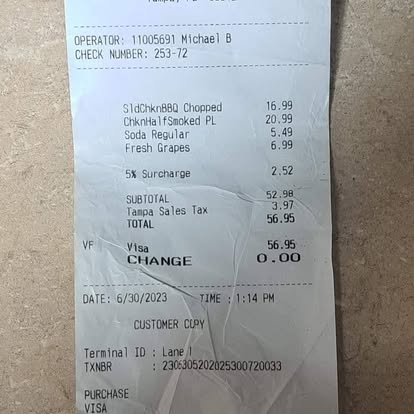 OPERATOR: 11005691 Michael B
CHECK NUMBER: 253-72
SldChknBBQ Chopped 16.99
ChknHalfSmoked PL 20.99
Soda Regular 5.49
Fresh Grapes 6.99
5% Surcharge 2.52
SUBTOTAL 52.98
Tampa Sales Tax 3.97
TOTAL 56.95
VF Visa 56.95
CHANGE 0.00
DATE: 6/30/2023 TIME : 1:14 PM
CUSTOMER COPY
Terminal ID : Lane1
TXNBR : 2306305202025300720033
PURCHASE
VISA